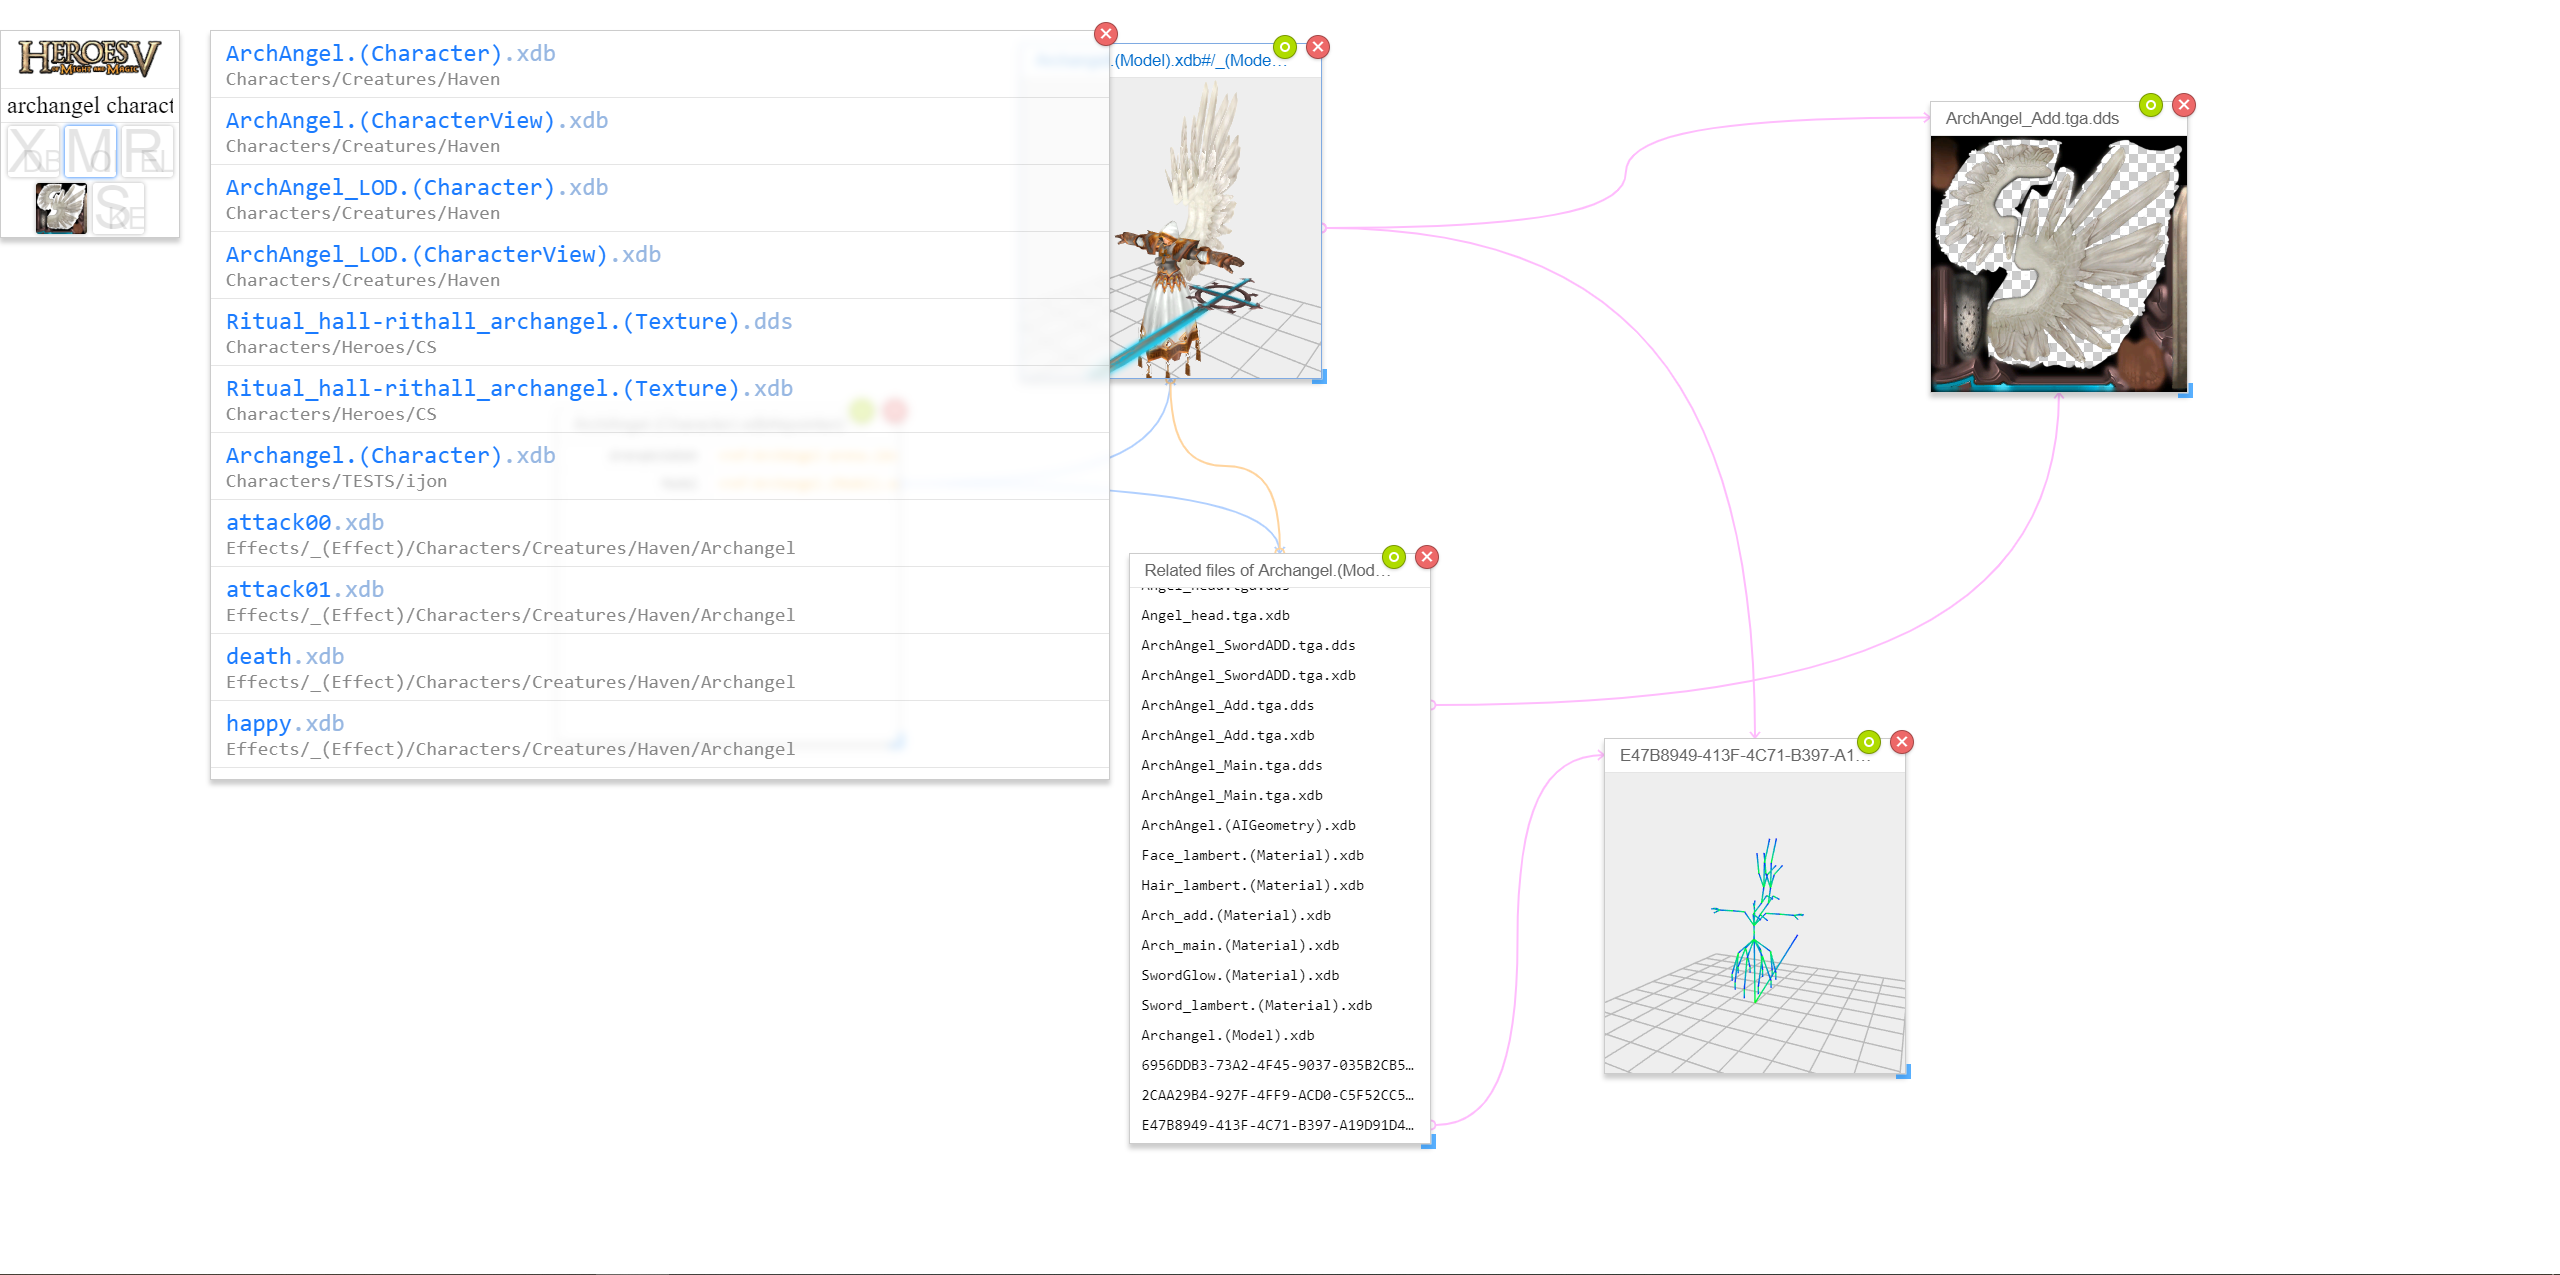 HEROES V
OF MIGHT AND MAGIC
archangel charact
XDB
MOD
REL
SKE
ArchAngel.(Character).xdb
Characters/Creatures/Haven
ArchAngel.(CharacterView).xdb
Characters/Creatures/Haven
ArchAngel_LOD.(Character).xdb
Characters/Creatures/Haven
ArchAngel_LOD.(CharacterView).xdb
Characters/Creatures/Haven
Ritual_hall-rithall_archangel.(Texture).dds
Characters/Heroes/CS
Ritual_hall-rithall_archangel.(Texture).xdb
Characters/Heroes/CS
Archangel.(Character).xdb
Characters/TESTS/ijon
attack00.xdb
Effects/_(Effect)/Characters/Creatures/Haven/Archangel
attack01.xdb
Effects/_(Effect)/Characters/Creatures/Haven/Archangel
death.xdb
Effects/_(Effect)/Characters/Creatures/Haven/Archangel
happy.xdb
Effects/_(Effect)/Characters/Creatures/Haven/Archangel
.(Model).xdb#/_(Mode...
ArchAngel_Add.tga.dds
Related files of Archangel.(Mod...
Angel_head.tga.dds
Angel_head.tga.xdb
ArchAngel_SwordADD.tga.dds
ArchAngel_SwordADD.tga.xdb
ArchAngel_Add.tga.dds
ArchAngel_Add.tga.xdb
ArchAngel_Main.tga.dds
ArchAngel_Main.tga.xdb
ArchAngel.(AIGeometry).xdb
Face_lambert.(Material).xdb
Hair_lambert.(Material).xdb
Arch_add.(Material).xdb
Arch_main.(Material).xdb
SwordGlow.(Material).xdb
Sword_lambert.(Material).xdb
Archangel.(Model).xdb
6956DDB3-73A2-4F45-9037-035B2CB5...
2CAA29B4-927F-4FF9-ACD0-C5F52CC5...
E47B8949-413F-4C71-B397-A19D91D4...
E47B8949-413F-4C71-B397-A1...